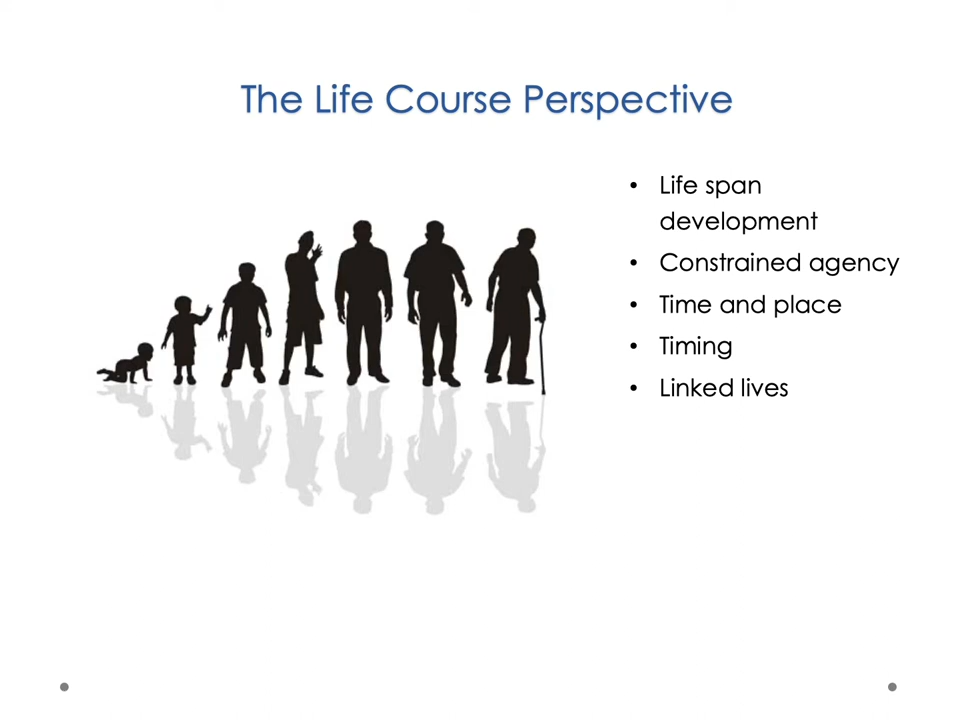 The Life Course Perspective
• Life span
development
• Constrained agency
• Time and place
• Timing
• Linked lives